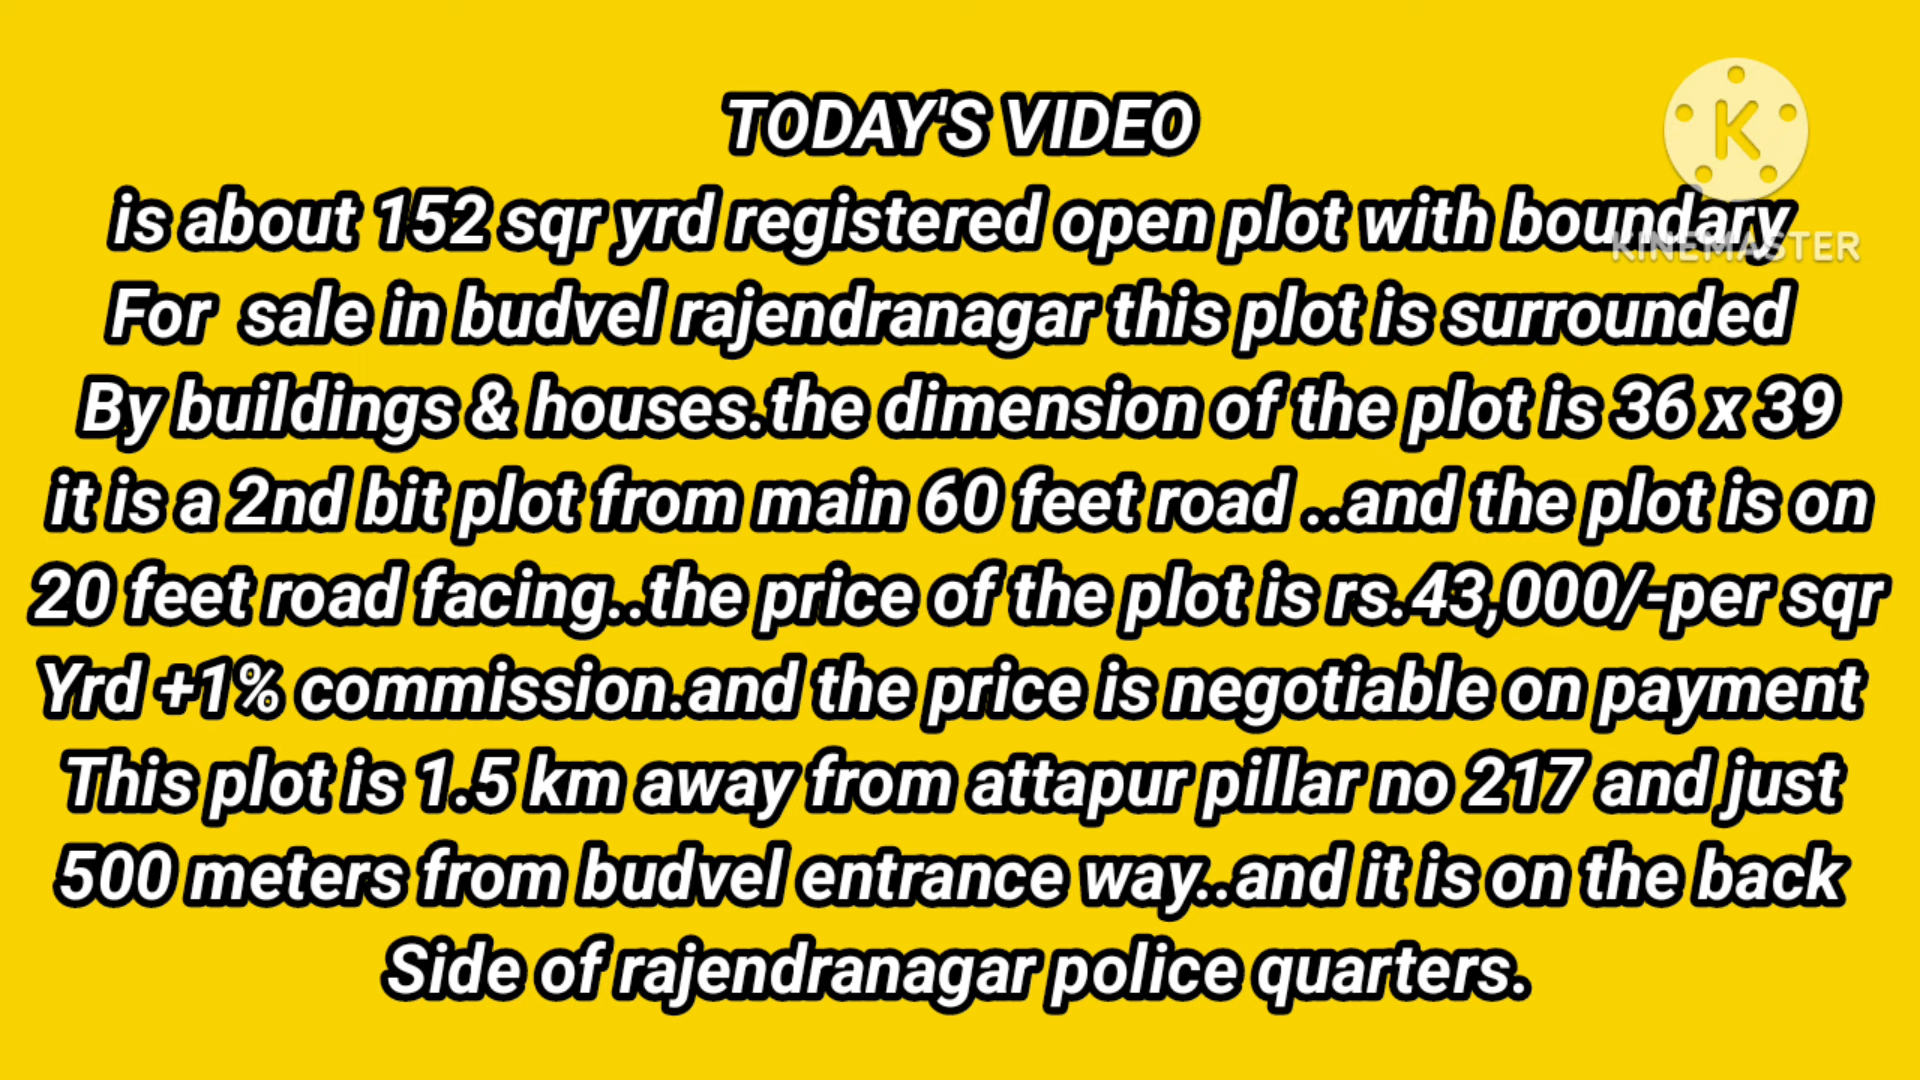 TODAY'S VIDEO
is about 152 sqr yrd registered open plot with boundary
For sale in budvel rajendranagar this plot is surrounded
By buildings & houses.the dimension of the plot is 36 x 39
it is a 2nd bit plot from main 60 feet road ..and the plot is on
20 feet road facing..the price of the plot is rs.43,000/-per sqr
Yrd +1% commission.and the price is negotiable on payment
This plot is 1.5 km away from attapur pillar no 217 and just
500 meters from budvel entrance way..and it is on the back
Side of rajendranagar police quarters.
K
KINEMASTER